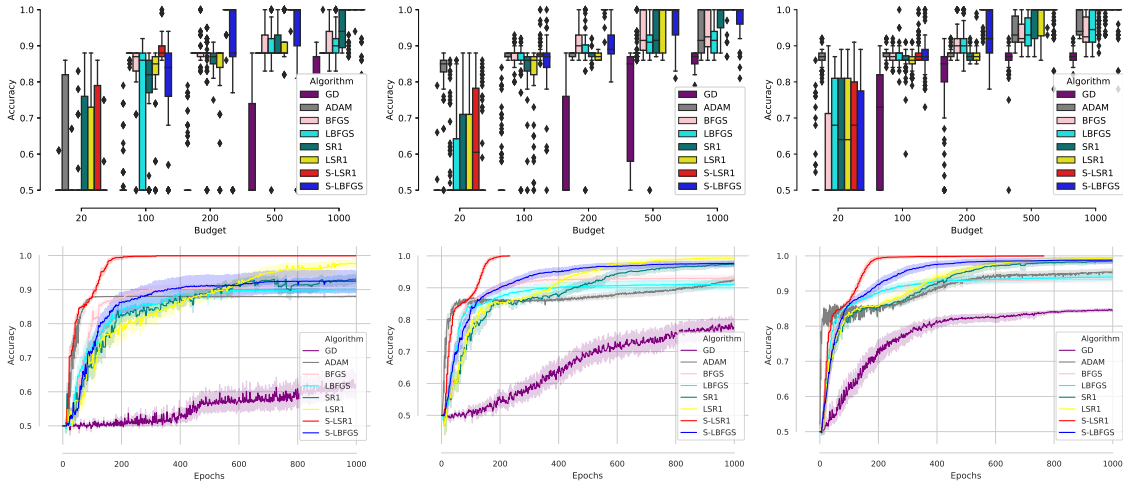 1.0
0.9
0.8
0.7
0.6
0.5
Accuracy
20
100
200
500
1000
Budget
Algorithm
GD
ADAM
BFGS
LBFGS
SR1
LSR1
S-LSR1
S-LBFGS
1.0
0.9
0.8
0.7
0.6
0.5
Accuracy
20
100
200
500
1000
Budget
Algorithm
GD
ADAM
BFGS
LBFGS
SR1
LSR1
S-LSR1
S-LBFGS
1.0
0.9
0.8
0.7
0.6
0.5
Accuracy
20
100
200
500
1000
Budget
Algorithm
GD
ADAM
BFGS
LBFGS
SR1
LSR1
S-LSR1
S-LBFGS
1.0
0.9
0.8
0.7
0.6
0.5
Accuracy
0
200
400
600
800
1000
Epochs
Algorithm
GD
ADAM
BFGS
LBFGS
SR1
LSR1
S-LSR1
S-LBFGS
1.0
0.9
0.8
0.7
0.6
0.5
Accuracy
0
200
400
600
800
1000
Epochs
Algorithm
GD
ADAM
BFGS
LBFGS
SR1
LSR1
S-LSR1
S-LBFGS
1.0
0.9
0.8
0.7
0.6
0.5
Accuracy
0
200
400
600
800
1000
Epochs
Algorithm
GD
ADAM
BFGS
LBFGS
SR1
LSR1
S-LSR1
S-LBFGS